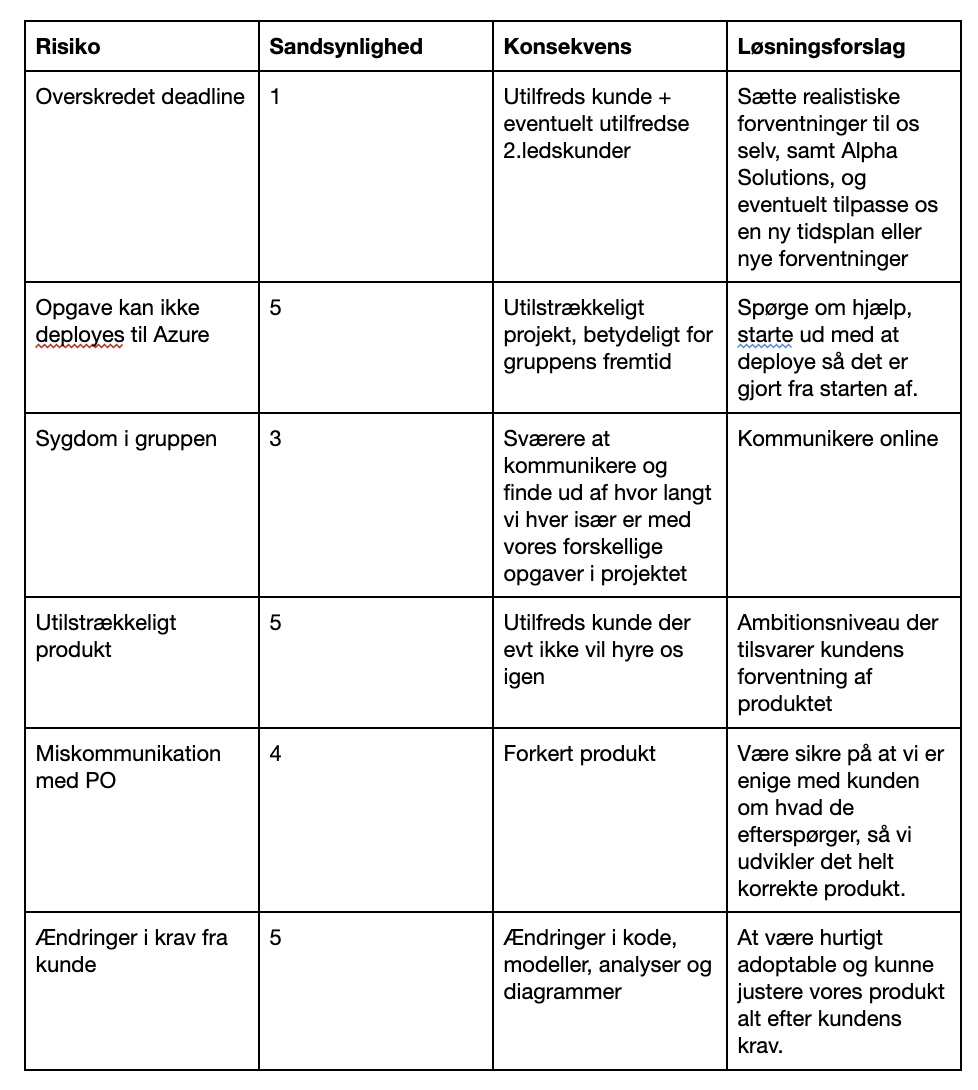 Risiko
Sandsynlighed
Konsekvens
Løsningsforslag
Overskredet deadline
1
Utilfreds kunde +
eventuelt utilfredse
2.ledskunder
Sætte realistiske
forventninger til os
selv, samt Alpha
Solutions, og
eventuelt tilpasse os
en ny tidsplan eller
nye forventninger
Opgave kan ikke
deployes til Azure
5
Utilstrækkeligt
projekt, betydeligt for
gruppens fremtid
Spørge om hjælp,
starte ud med at
deploye så det er
gjort fra starten af.
Sygdom i gruppen
3
Sværere at
kommunikere og
finde ud af hvor langt
vi hver især er med
vores forskellige
opgaver i projektet
Kommunikere online
Utilstrækkeligt
produkt
5
Utilfreds kunde der
evt ikke vil hyre os
igen
Ambitionsniveau der
tilsvarer kundens
forventning af
produktet
Miskommunikation
med PO
4
Forkert produkt
Være sikre på at vi er
enige med kunden
om hvad de
efterspørger, så vi
udvikler det helt
korrekte produkt.
Ændringer i krav fra
kunde
5
Ændringer i kode,
modeller, analyser og
diagrammer
At være hurtigt
adoptable og kunne
justere vores produkt
alt efter kundens
krav.